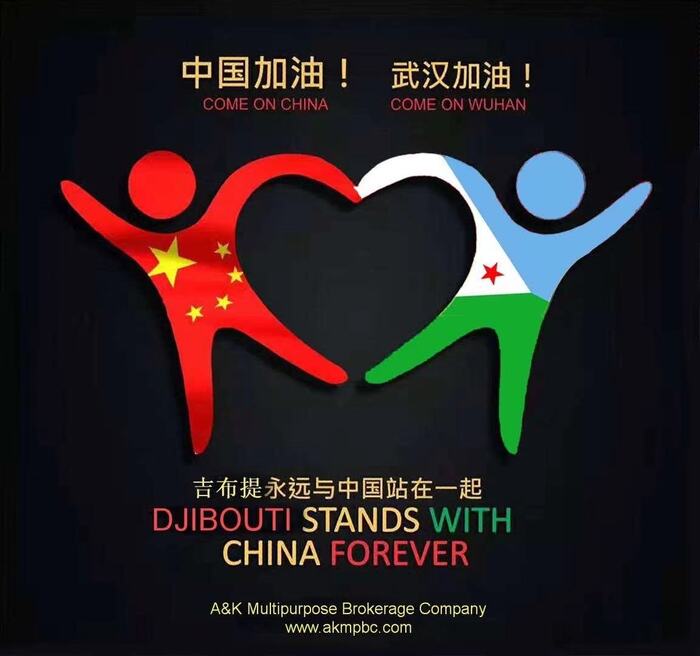 中国加油！ 武汉加油！
COME ON CHINA COME ON WUHAN
吉布提永远与中国站在一起
DJIBOUTI STANDS WITH
CHINA FOREVER
A&K Multipurpose Brokerage Company
www.akmpbc.com